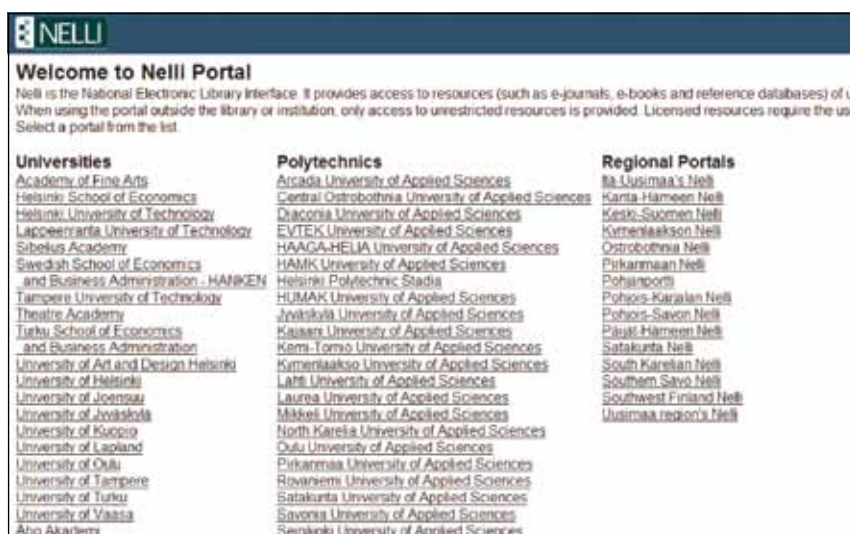 NELLI
Welcome to Nelli Portal
Nelli is the National Electronic Library Interface. It provides access to resources (such as e-journals, e-books and reference databases) of u
When using the portal outside the library or institution, only access to unrestricted resources is provided. Licensed resources require the us
Select a portal from the list.
Universities
Academy of Fine Arts
Helsinki School of Economics
Helsinki University of Technology
Lappeenranta University of Technology
Sibelius Academy
Swedish School of Economics
and Business Administration - HANKEN
Tampere University of Technology
Theatre Academy
Turku School of Economics
and Business Administration
University of Art and Design Helsinki
University of Helsinki
University of Joensuu
University of Jyväskylä
University of Kuopio
University of Lapland
University of Oulu
University of Tampere
University of Turku
University of Vaasa
Åbo Akademi
Polytechnics
Arcada University of Applied Sciences
Central Ostrobothnia University of Applied Sciences
Diaconia University of Applied Sciences
EVTEK University of Applied Sciences
HAAGA-HELIA University of Applied Sciences
HAMK University of Applied Sciences
Helsinki Polytechnic Stadia
HUMAK University of Applied Sciences
Jyväskylä University of Applied Sciences
Kajaani University of Applied Sciences
Kemi-Tornio University of Applied Sciences
Kymenlaakso University of Applied Sciences
Lahti University of Applied Sciences
Laurea University of Applied Sciences
Mikkeli University of Applied Sciences
North Karelia University of Applied Sciences
Oulu University of Applied Sciences
Pirkanmaa University of Applied Sciences
Rovaniemi University of Applied Sciences
Satakunta University of Applied Sciences
Savonia University of Applied Sciences
Seinäjoki University of Applied Sciences
Regional Portals
Itä-Uusimaa's Nelli
Kanta-Hämeen Nelli
Keski-Suomen Nelli
Kymenlaakson Nelli
Ostrobothnia Nelli
Pirkanmaan Nelli
Pohjanportti
Pohjois-Karjalan Nelli
Pohjois-Savon Nelli
Päijät-Hämeen Nelli
Satakunta Nelli
South Karelian Nelli
Southern Savo Nelli
Southwest Finland Nelli
Uusimaa region's Nelli